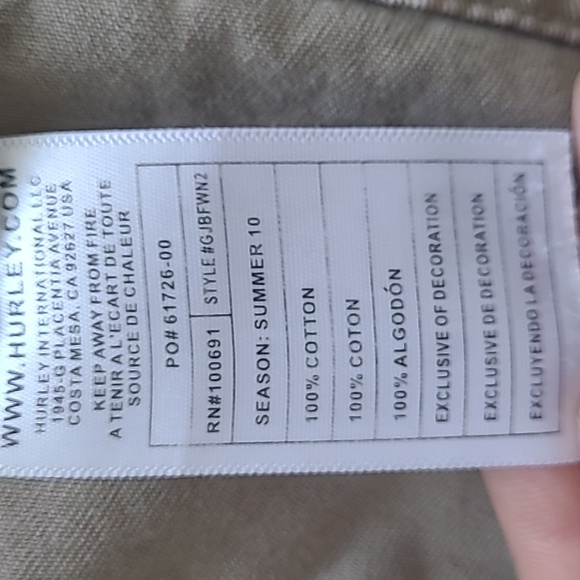 WWW.HURLEY.COM
HURLEY INTERNATIONAL LLC
1945-G PLACENTIA AVENUE
COSTA MESA, CA 92627 USA
KEEP AWAY FROM FIRE
A TENIR A L'ECART DE TOUTE
SOURCE DE CHALEUR
PO# 61726-00
RN#100691 STYLE #GJBFWN2
SEASON: SUMMER 10
100% COTTON
100% COTON
100% ALGODÓN
EXCLUSIVE OF DECORATION
EXCLUSIVE DE DECORATION
EXCLUYENDO LA DECORACIÓN